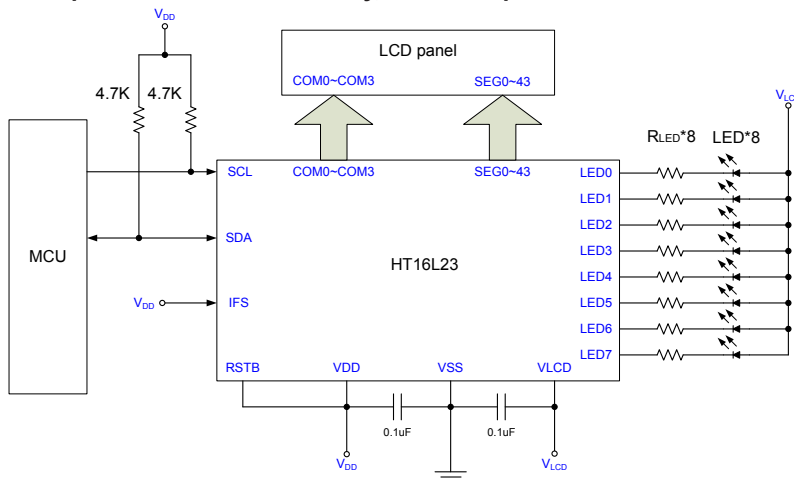 VDD
LCD panel
COM0~COM3 SEG0~43
4.7K 4.7K
VLC
RLED*8 LED*8
SCL COM0~COM3 SEG0~43 LED0
LED1
LED2
SDA
LED3
MCU
HT16L23
LED4
VDD IFS LED5
LED6
LED7
RSTB VDD VSS VLCD
0.1uF 0.1uF
VDD VLCD